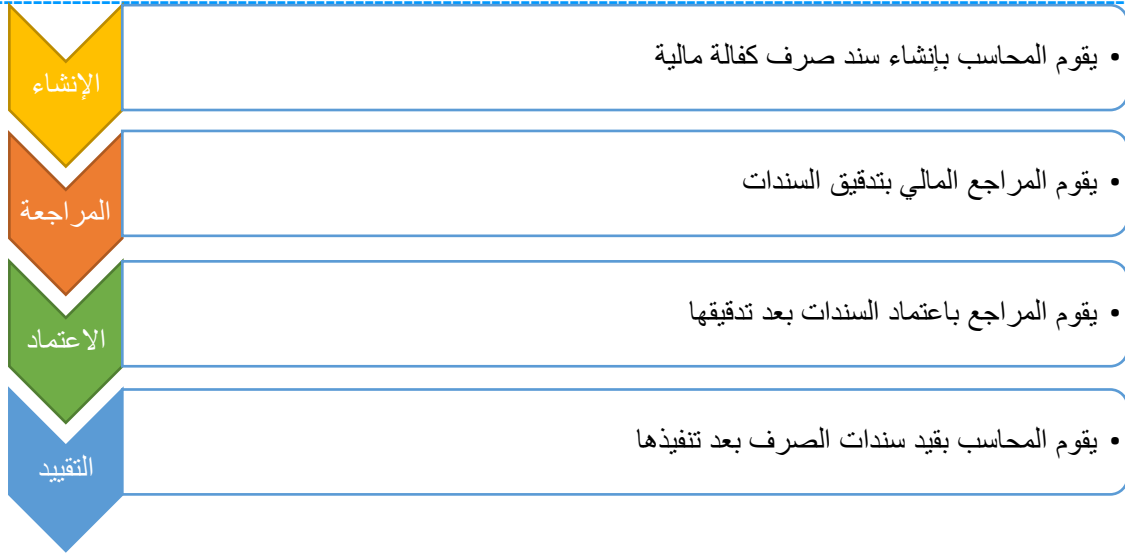 الإنشاء
• يقوم المحاسب بإنشاء سند صرف كفالة مالية
المراجعة
• يقوم المراجع المالي بتدقيق السندات
الاعتماد
• يقوم المراجع باعتماد السندات بعد تدقيقها
التقييد
• يقوم المحاسب بقيد سندات الصرف بعد تنفيذها